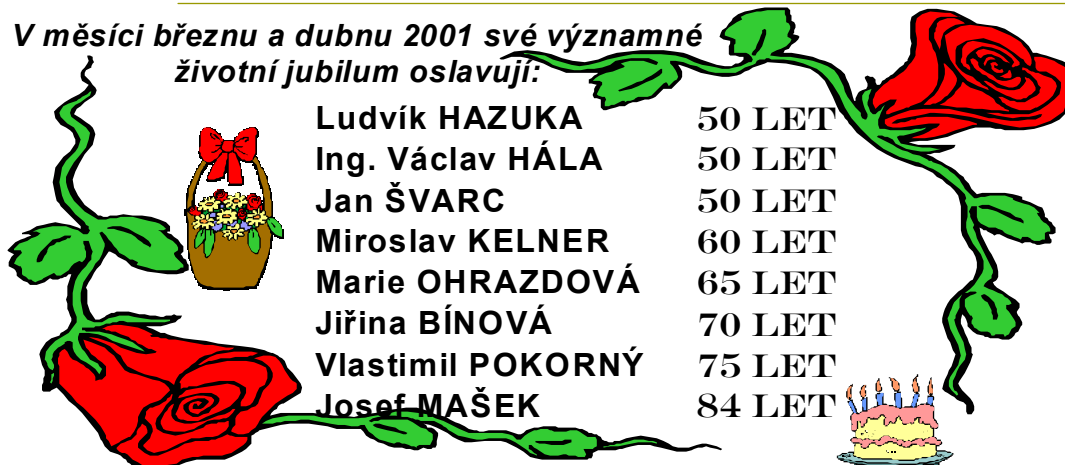 V měsíci březnu a dubnu 2001 své významné
životní jubilum oslavují:
Ludvík HAZUKA 50 LET
Ing. Václav HÁLA 50 LET
Jan ŠVARC 50 LET
Miroslav KELNER 60 LET
Marie OHRAZDOVÁ 65 LET
Jiřina BÍNOVÁ 70 LET
Vlastimil POKORNÝ 75 LET
Josef MAŠEK 84 LET